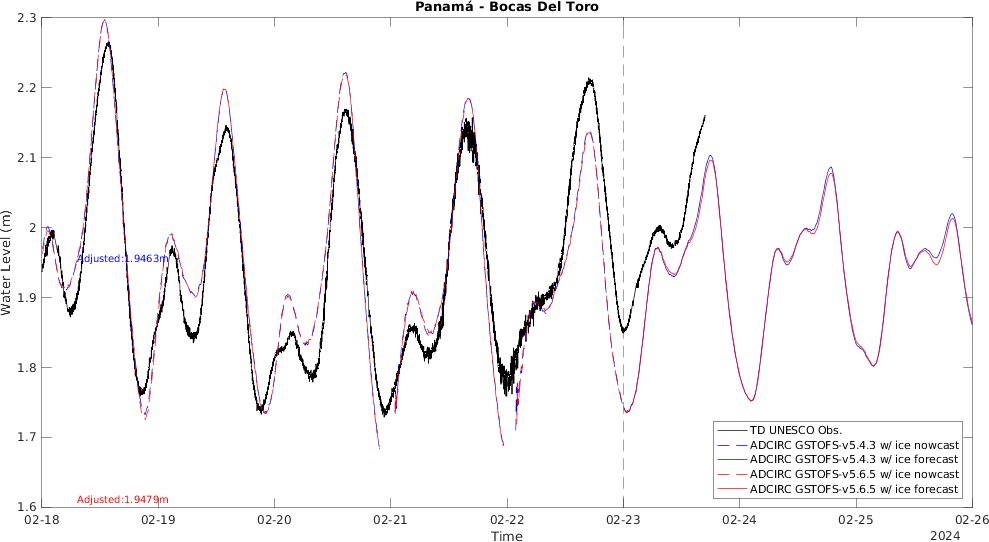 Panamá - Bocas Del Toro
2.3
2.2
2.1
2
1.9
1.8
1.7
1.6
Water Level (m)
Adjusted:1.9463m
Adjusted:1.9479m
TD UNESCO Obs.
ADCIRC GSTOFS-v5.4.3 w/ ice nowcast
ADCIRC GSTOFS-v5.4.3 w/ ice forecast
ADCIRC GSTOFS-v5.6.5 w/ ice nowcast
ADCIRC GSTOFS-v5.6.5 w/ ice forecast
02-18 02-19 02-20 02-21 02-22 02-23 02-24 02-25 02-26
Time
2024